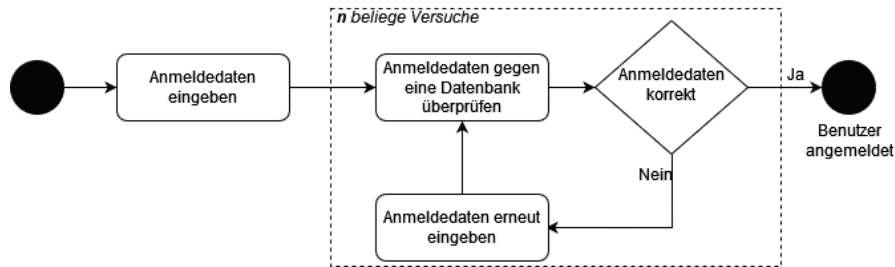 n beliege Versuche
Anmeldedaten
eingeben
Anmeldedaten gegen
eine Datenbank
überprüfen
Anmeldedaten
korrekt
Ja
Benutzer
angemeldet
Nein
Anmeldedaten erneut
eingeben